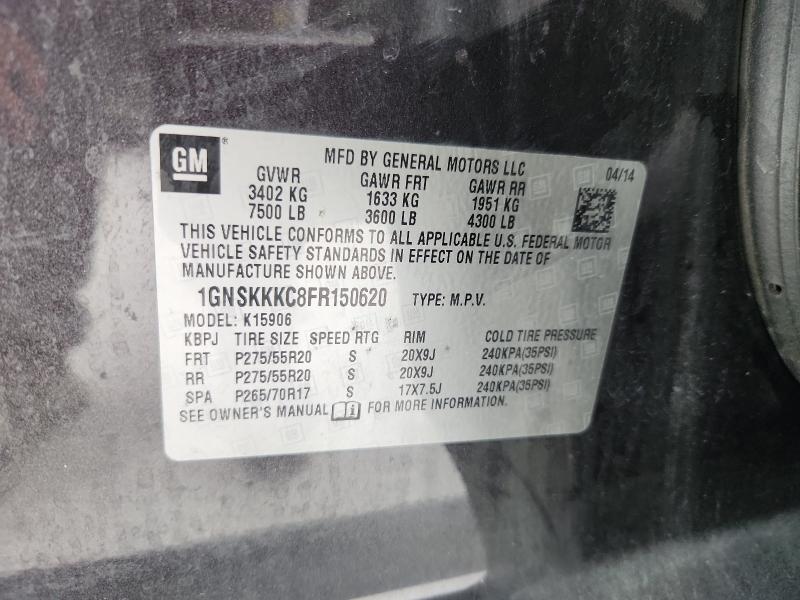 GM® MFD BY GENERAL MOTORS LLC 04/14
GVWR GAWR FRT GAWR RR
3402 KG 1633 KG 1951 KG
7500 LB 3600 LB 4300 LB
THIS VEHICLE CONFORMS TO ALL APPLICABLE U.S. FEDERAL MOTOR
VEHICLE SAFETY STANDARDS IN EFFECT ON THE DATE OF
MANUFACTURE SHOWN ABOVE.
1GNSKKKC8FR150620 TYPE: M.P.V.
MODEL: K15906
KBPJ TIRE SIZE SPEED RTG RIM COLD TIRE PRESSURE
FRT P275/55R20 S 20X9J 240KPA(35PSI)
RR P275/55R20 S 20X9J 240KPA(35PSI)
SPA P265/70R17 S 17X7.5J 240KPA(35PSI)
SEE OWNER'S MANUAL FOR MORE INFORMATION.